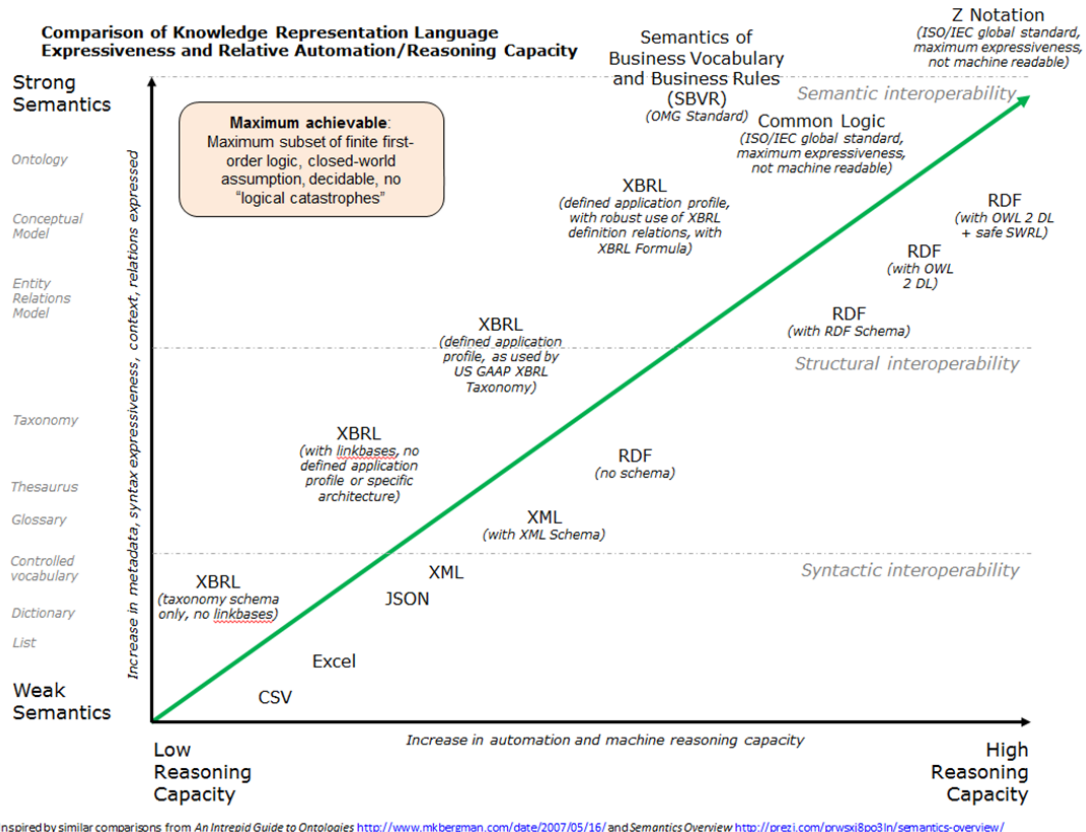 Comparison of Knowledge Representation Language
Expressiveness and Relative Automation/Reasoning Capacity
Z Notation
(ISO/IEC global standard,
maximum expressiveness,
not machine readable)
Semantics of
Business Vocabulary
and Business Rules
(SBVR)
(OMG Standard)
Strong
Semantics
Semantic interoperability
Maximum achievable:
Maximum subset of finite first-
order logic, closed-world
assumption, decidable, no
"logical catastrophes"
Common Logic
(ISO/IEC global standard,
maximum expressiveness,
not machine readable)
Ontology
XBRL
(defined application profile,
with robust use of XBRL
definition relations, with
XBRL Formula)
RDF
(with OWL 2 DL
+ safe SWRL)
Conceptual
Model
RDF
(with OWL
2 DL)
Entity
Relations
Model
RDF
(with RDF Schema)
XBRL
(defined application
profile, as used by
US GAAP XBRL
Taxonomy)
Structural interoperability
Increase in metadata, syntax expressiveness, context, relations expressed
Taxonomy
XBRL
(with linkbases, no
defined application
profile or specific
architecture)
RDF
(no schema)
Thesaurus
Glossary
XML
(with XML Schema)
Controlled
vocabulary
Syntactic interoperability
XBRL
(taxonomy schema
only, no linkbases)
XML
JSON
Dictionary
List
Excel
CSV
Weak
Semantics
Increase in automation and machine reasoning capacity
Low
Reasoning
Capacity
High
Reasoning
Capacity
Inspired by similar comparisons from An Intrepid Guide to Ontologies http://www.mkbergman.com/date/2007/05/16/ and Semantics Overview http://prezi.com/prwsxi8po3ln/semantics-overview/